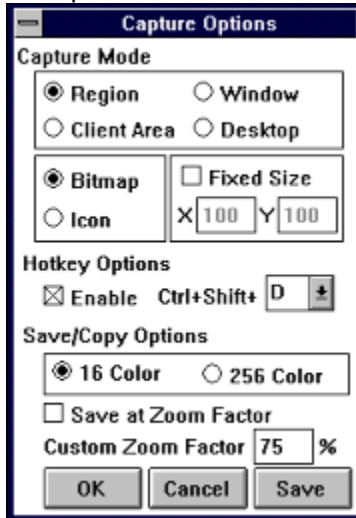 Capture Options
Capture Mode
Region Window
Client Area Desktop
Bitmap Fixed Size
Icon X 100 Y 100
Hotkey Options
Enable Ctrl+Shift+ D
Save/Copy Options
16 Color 256 Color
Save at Zoom Factor
Custom Zoom Factor 75 %
OK Cancel Save